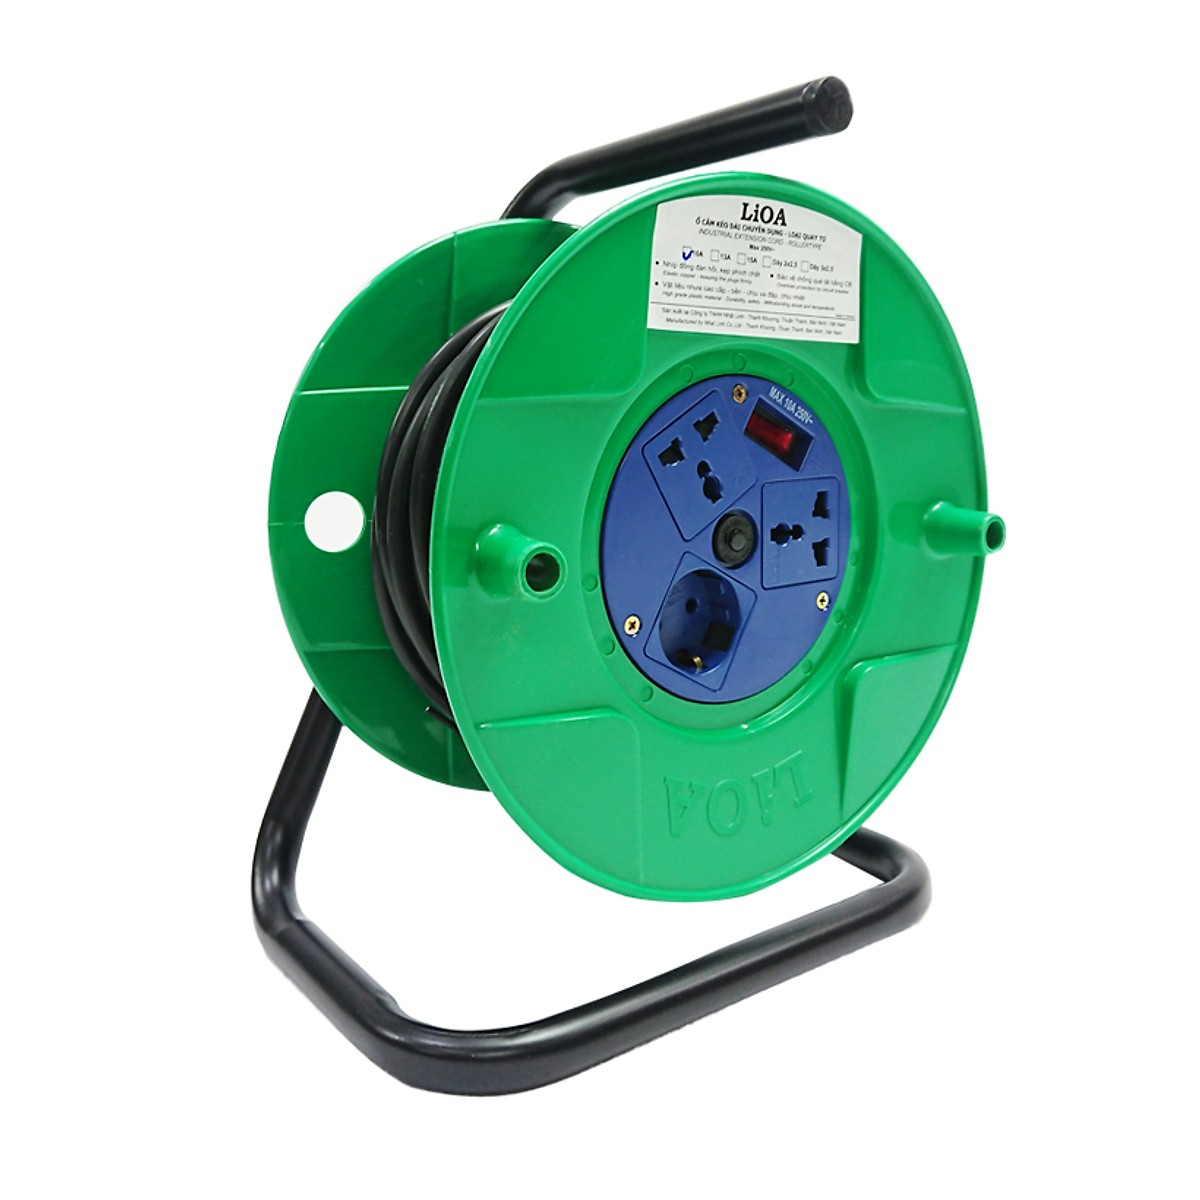 LiOA
Ổ CẮM KÉO DÀI CHUYÊN DỤNG - LOẠI QUAY TO
INDUSTRIAL EXTENSION CORD - ROLLERTYPE
Max 250V~
10A 13A 15A Dây 2x2,5 Dây 3x2,5
• Nhíp đồng đàn hồi, kẹp phích chặt • Bảo vệ chống quá tải bằng CB
Elastic copper - keeping the plugs firmly Overload protection by circuit breaker
• Vật liệu nhựa cao cấp - bền - chịu va đập, chịu nhiệt
High grade plastic material - Durability, safety - Withstanding shock and temperature
Sản xuất tại Công ty TNHH Nhật Linh - Thanh Khương, Thuận Thành, Bắc Ninh, Việt Nam
Manufactured by Nhat Linh Co,.Ltd - Thanh Khuong, Thuan Thanh, Bac Ninh, Viet Nam
MAX 10A 250V~
LiOA